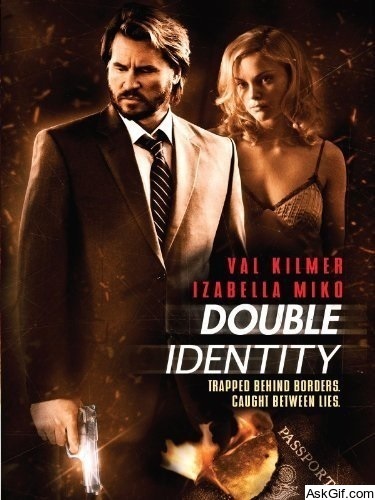 VAL KILMER
IZABELLA MIKO
DOUBLE
IDENTITY
TRAPPED BEHIND BORDERS.
CAUGHT BETWEEN LIES.
PASSPORT
AskGif.com